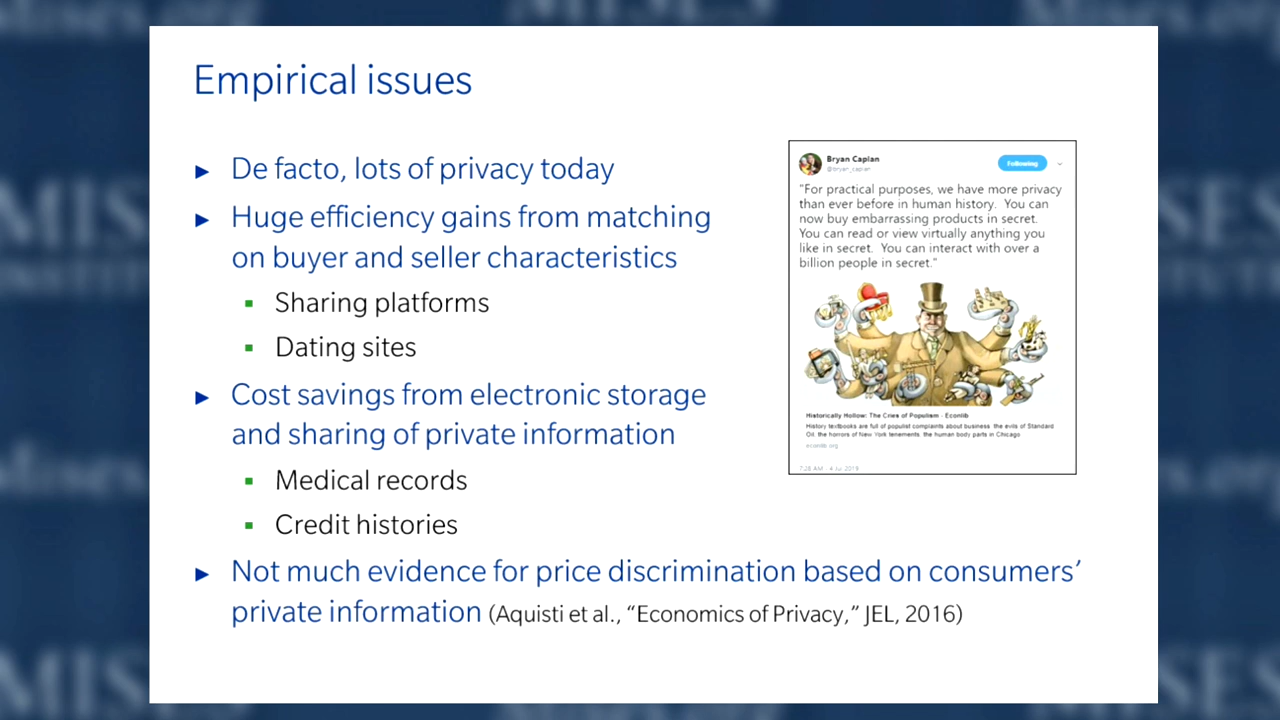 Empirical issues
► De facto, lots of privacy today
► Huge efficiency gains from matching
on buyer and seller characteristics
▪ Sharing platforms
▪ Dating sites
► Cost savings from electronic storage
and sharing of private information
▪ Medical records
▪ Credit histories
► Not much evidence for price discrimination based on consumers'
private information (Aquisti et al., "Economics of Privacy," JEL, 2016)
Bryan Caplan
@bryan_caplan
Following
"For practical purposes, we have more privacy
than ever before in human history. You can
now buy embarrassing products in secret.
You can read or view virtually anything you
like in secret. You can interact with over a
billion people in secret."
Historically Hollow: The Cries of Populism - Econlib
History textbooks are full of populist complaints about business: the evils of Standard
Oil, the horrors of New York tenements, the human body parts in Chicago
econlib.org
7:28 AM - 4 Jul 2019
Mises.org
MISES